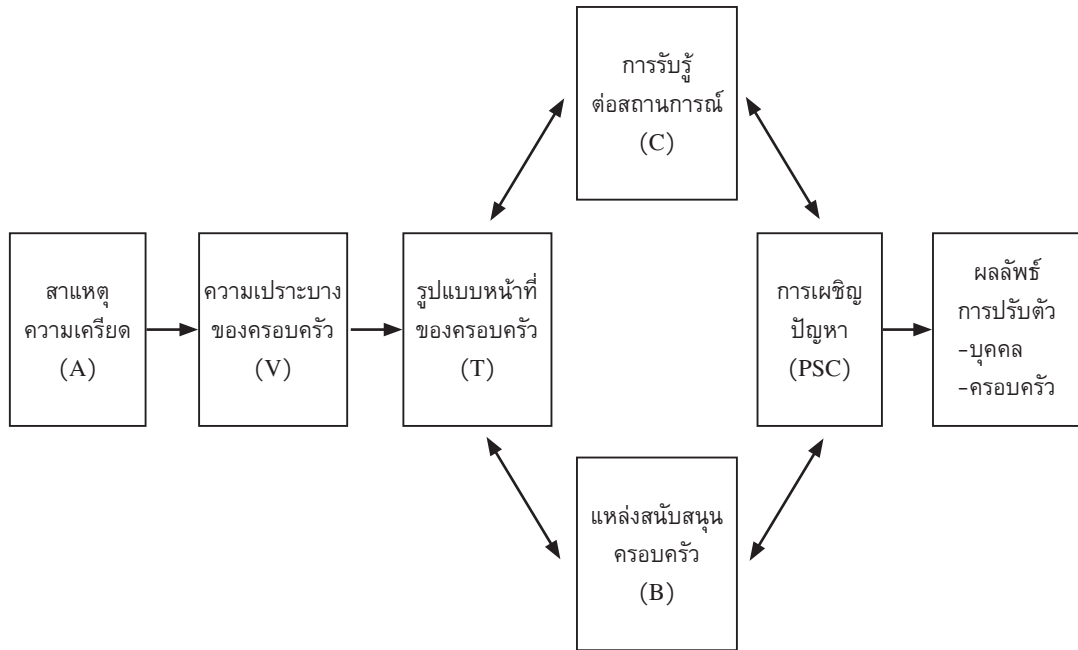 การรับรู้
ต่อสถานการณ์
(C)
สาแหตุ
ความเครียด
(A)
ความเปราะบาง
ของครอบครัว
(V)
รูปแบบหน้าที่
ของครอบครัว
(T)
การเผชิญ
ปัญหา
(PSC)
ผลลัพธ์
การปรับตัว
-บุคคล
-ครอบครัว
แหล่งสนับสนุน
ครอบครัว
(B)